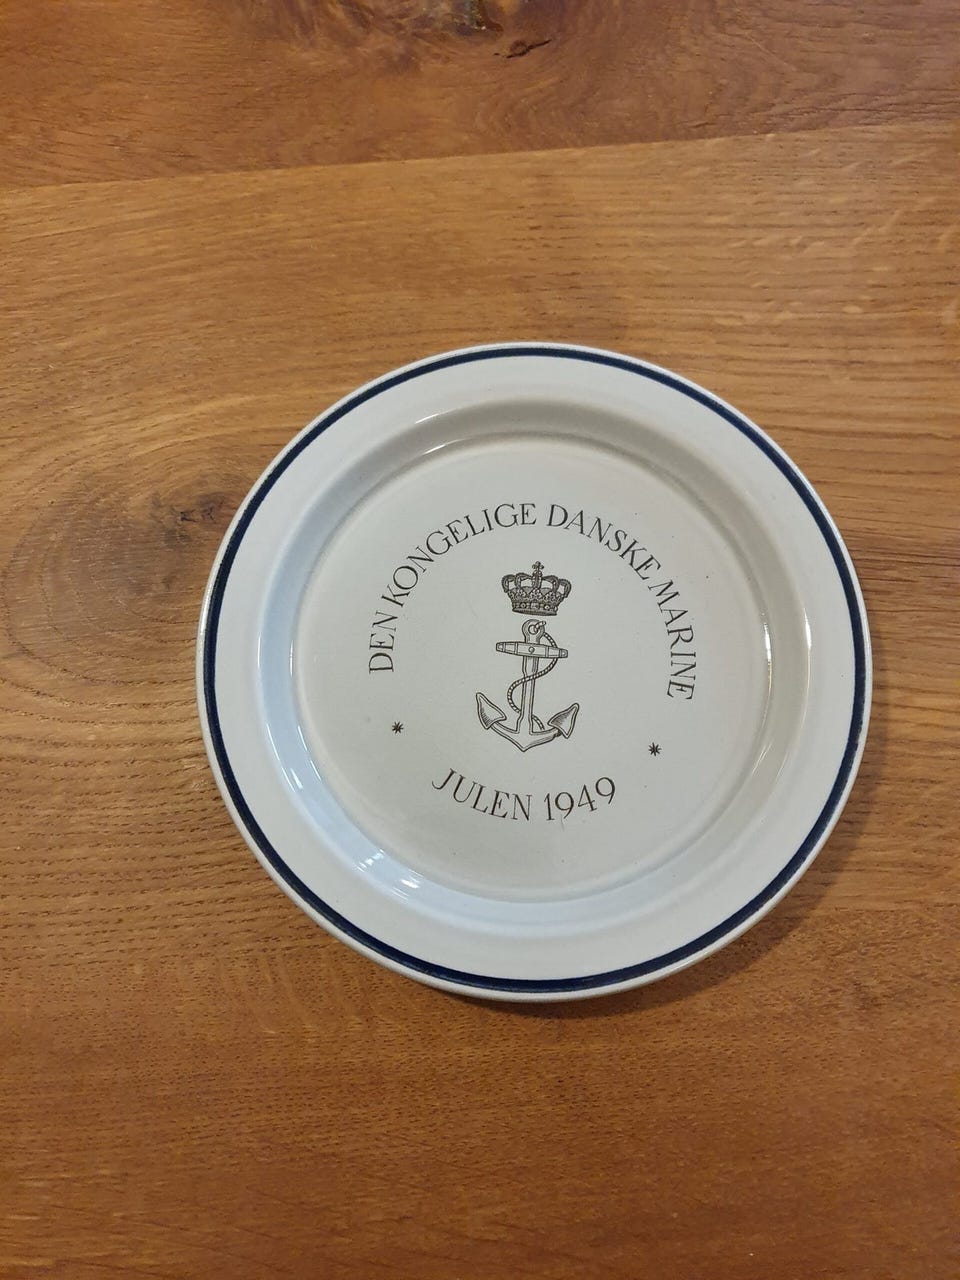 DEN KONGELIGE DANSKE MARINE
JULEN 1949